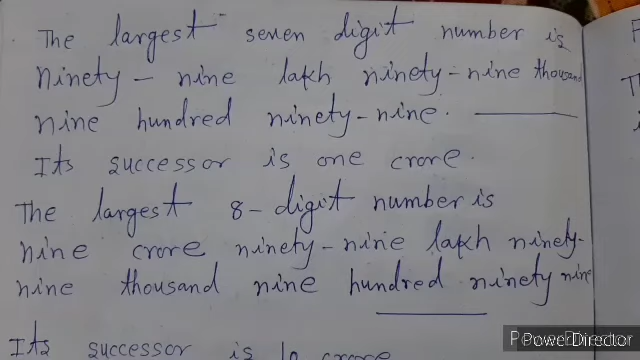 The largest seven digit number is
Ninety - nine lakh ninety - nine thousand
nine hundred ninety - nine.
Its successor is one crore.
The largest 8 - digit number is
nine crore ninety - nine lakh ninety-
nine thousand nine hundred ninety nine
Its successor is 10 crore
PowerDirector